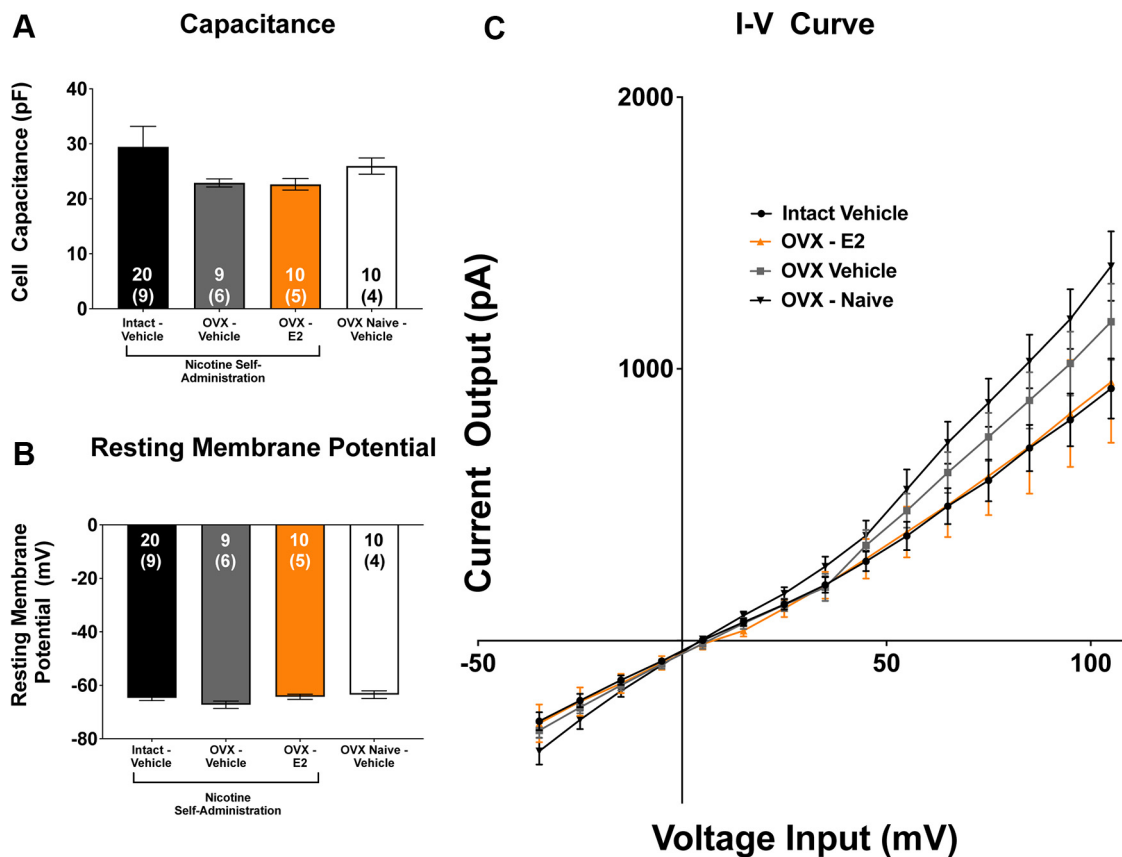 A
Capacitance
Cell Capacitance (pF)
40
30
20
10
0
20
(9)
9
(6)
10
(5)
10
(4)
Intact -
Vehicle
OVX -
Vehicle
OVX -
E2
OVX Naive -
Vehicle
Nicotine Self-
Administration
B
Resting Membrane Potential
Resting Membrane
Potential (mV)
0
-20
-40
-60
-80
20
(9)
9
(6)
10
(5)
10
(4)
Intact -
Vehicle
OVX -
Vehicle
OVX -
E2
OVX Naive -
Vehicle
Nicotine
Self-Administration
C
I-V Curve
Current Output (pA)
2000
1000
Intact Vehicle
OVX - E2
OVX Vehicle
OVX - Naive
-50
50
100
Voltage Input (mV)